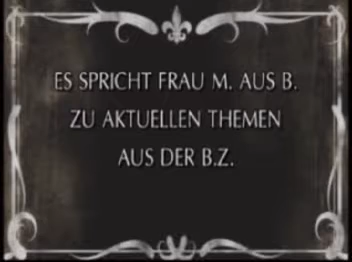 ES SPRICHT FRAU M. AUS B.
ZU AKTUELLEN THEMEN
AUS DER B.Z.